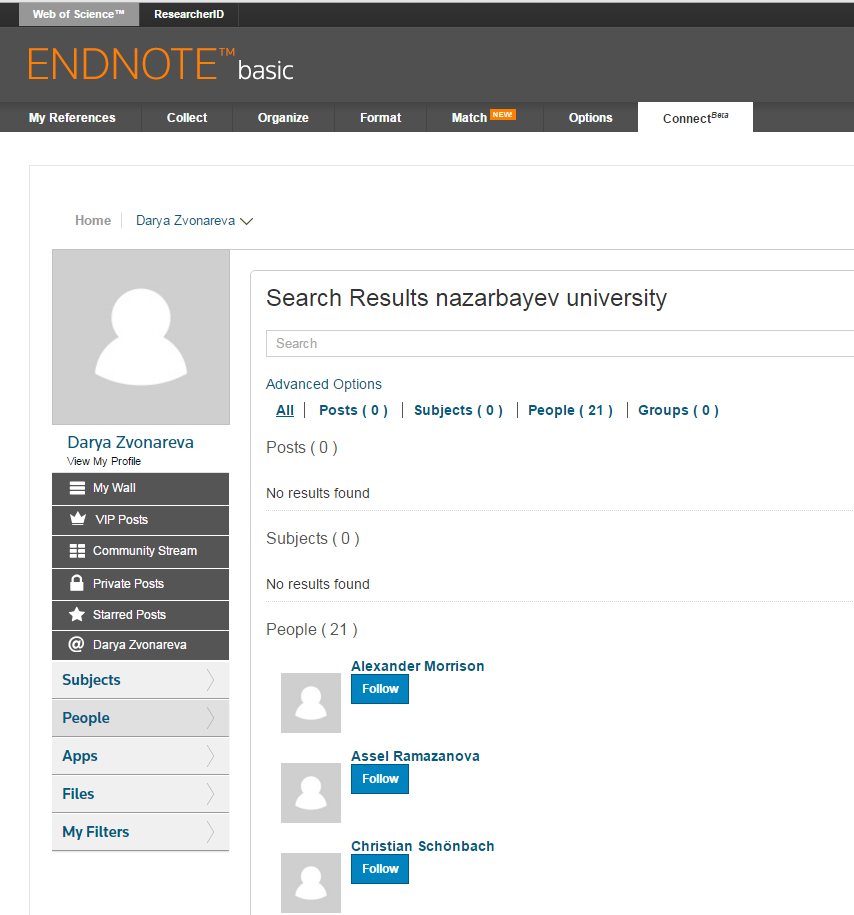 Web of Science™ ResearcherID
ENDNOTE™ basic
My References Collect Organize Format Match NEW! Options Connect Beta
Home Darya Zvonareva
Darya Zvonareva
View My Profile
My Wall
VIP Posts
Community Stream
Private Posts
Starred Posts
@ Darya Zvonareva
Subjects
People
Apps
Files
My Filters
Search Results nazarbayev university
Search
Advanced Options
All | Posts ( 0 ) | Subjects ( 0 ) | People ( 21 ) | Groups ( 0 )
Posts ( 0 )
No results found
Subjects ( 0 )
No results found
People ( 21 )
Alexander Morrison
Follow
Assel Ramazanova
Follow
Christian Schönbach
Follow